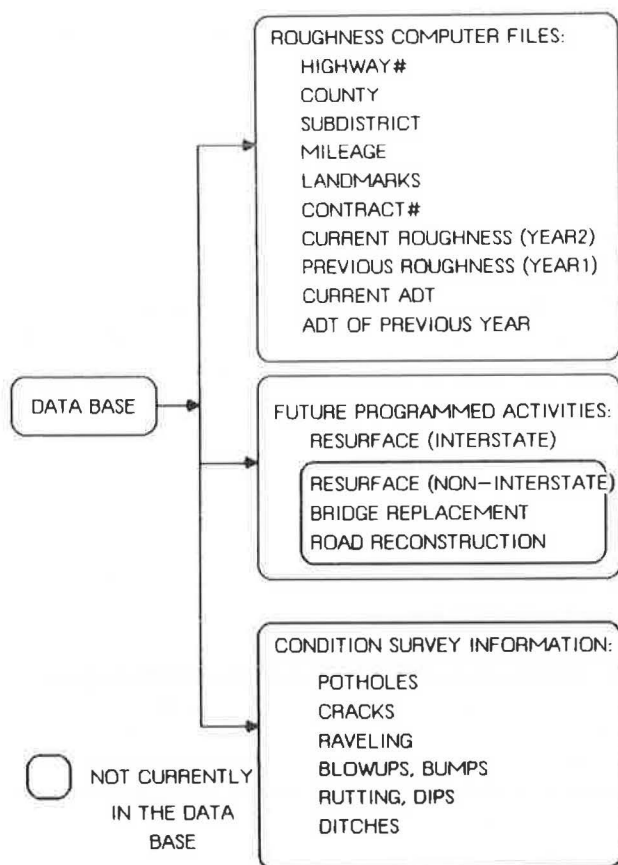 ROUGHNESS COMPUTER FILES:
HIGHWAY#
COUNTY
SUBDISTRICT
MILEAGE
LANDMARKS
CONTRACT#
CURRENT ROUGHNESS (YEAR2)
PREVIOUS ROUGHNESS (YEAR1)
CURRENT ADT
ADT OF PREVIOUS YEAR
DATA BASE
FUTURE PROGRAMMED ACTIVITIES:
RESURFACE (INTERSTATE)
RESURFACE (NON-INTERSTATE)
BRIDGE REPLACEMENT
ROAD RECONSTRUCTION
CONDITION SURVEY INFORMATION:
POTHOLES
CRACKS
RAVELING
BLOWUPS, BUMPS
RUTTING, DIPS
DITCHES
NOT CURRENTLY
IN THE DATA
BASE